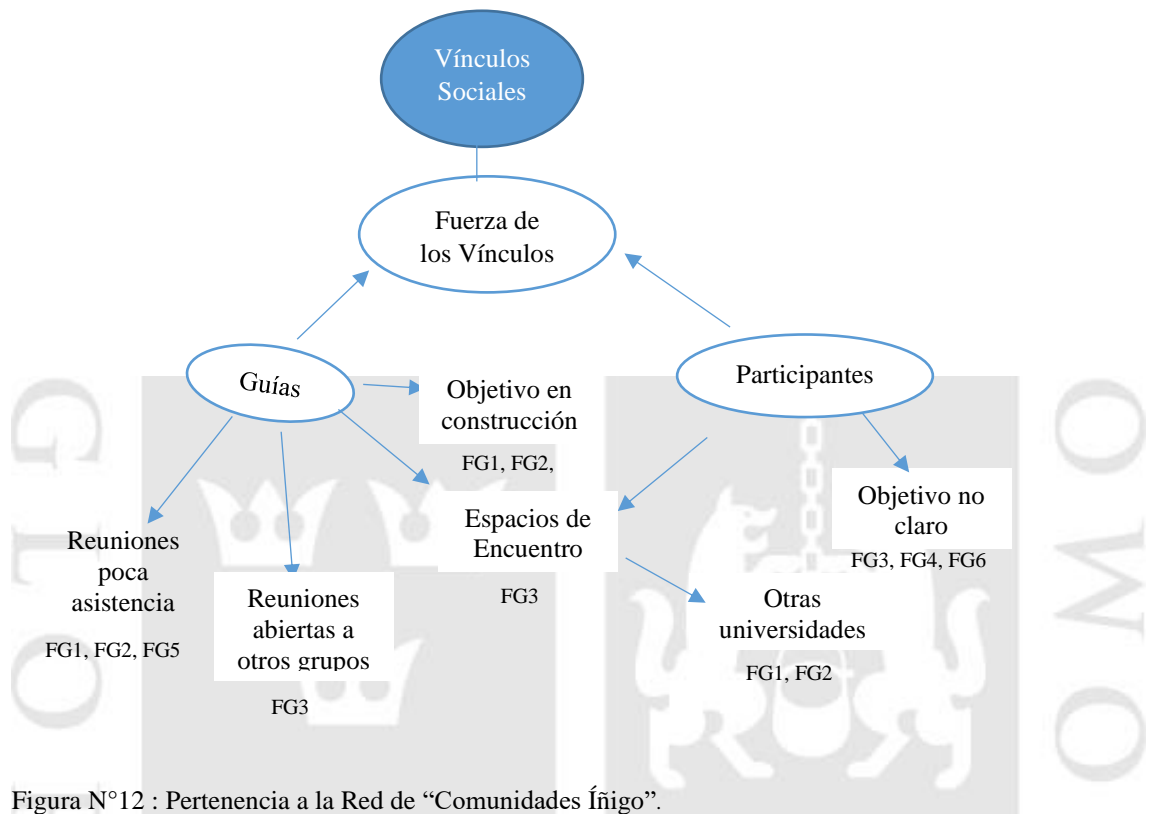 Vínculos
Sociales
Fuerza de
los Vínculos
Guías
Participantes
Objetivo en
construcción
FG1, FG2,
Espacios de
Encuentro
FG3
Objetivo no
claro
FG3, FG4, FG6
Reuniones
poca
asistencia
FG1, FG2, FG5
Reuniones
abiertas a
otros grupos
FG3
Otras
universidades
FG1, FG2
GLOI
OMWO
Figura N°12 : Pertenencia a la Red de “Comunidades Íñigo”.